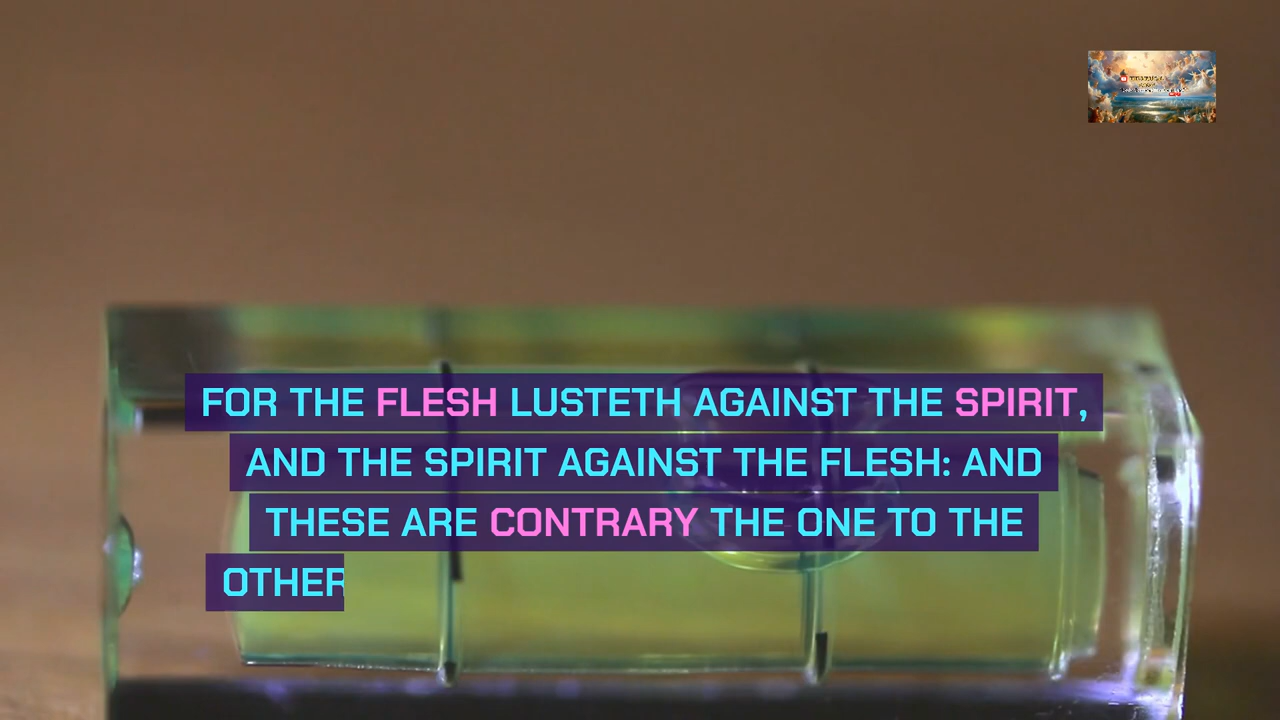 FOR THE FLESH LUSTETH AGAINST THE SPIRIT,
AND THE SPIRIT AGAINST THE FLESH: AND
THESE ARE CONTRARY THE ONE TO THE
OTHER